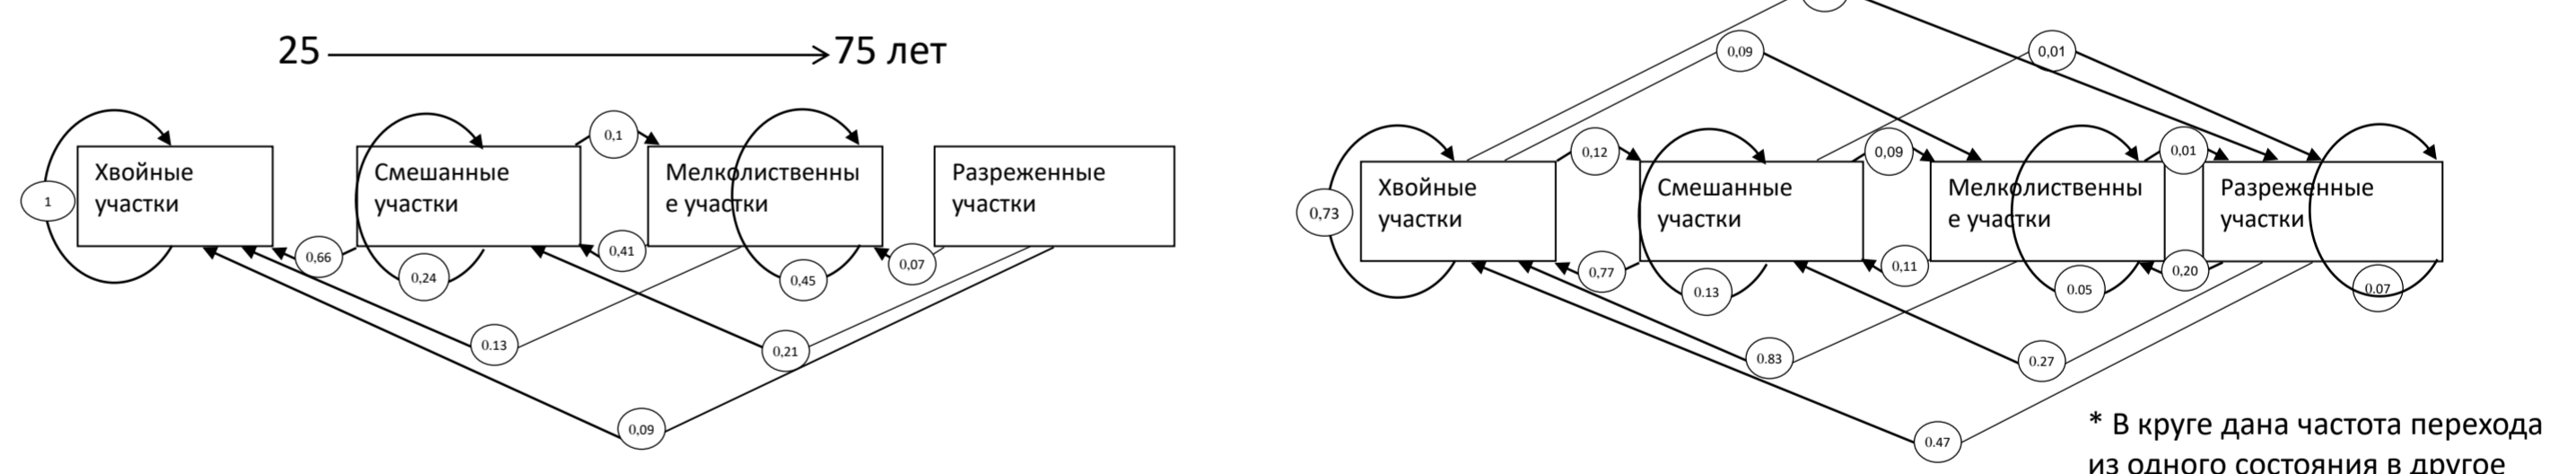 25 75 лет
0,09
0,01
0,1
Хвойные
участки
Смешанные
участки
Мелколиственны
е участки
Разреженные
участки
1
0,66
0,24
0,41
0,45
0,07
0.13
0,21
0,09
0,12
0,09
0,01
Хвойные
участки
Смешанные
участки
Мелколиственны
е участки
Разреженные
участки
0,73
0,77
0.13
0,11
0.05
0,20
0.07
0.83
0.27
0.47
* В круге дана частота перехода
из одного состояния в другое